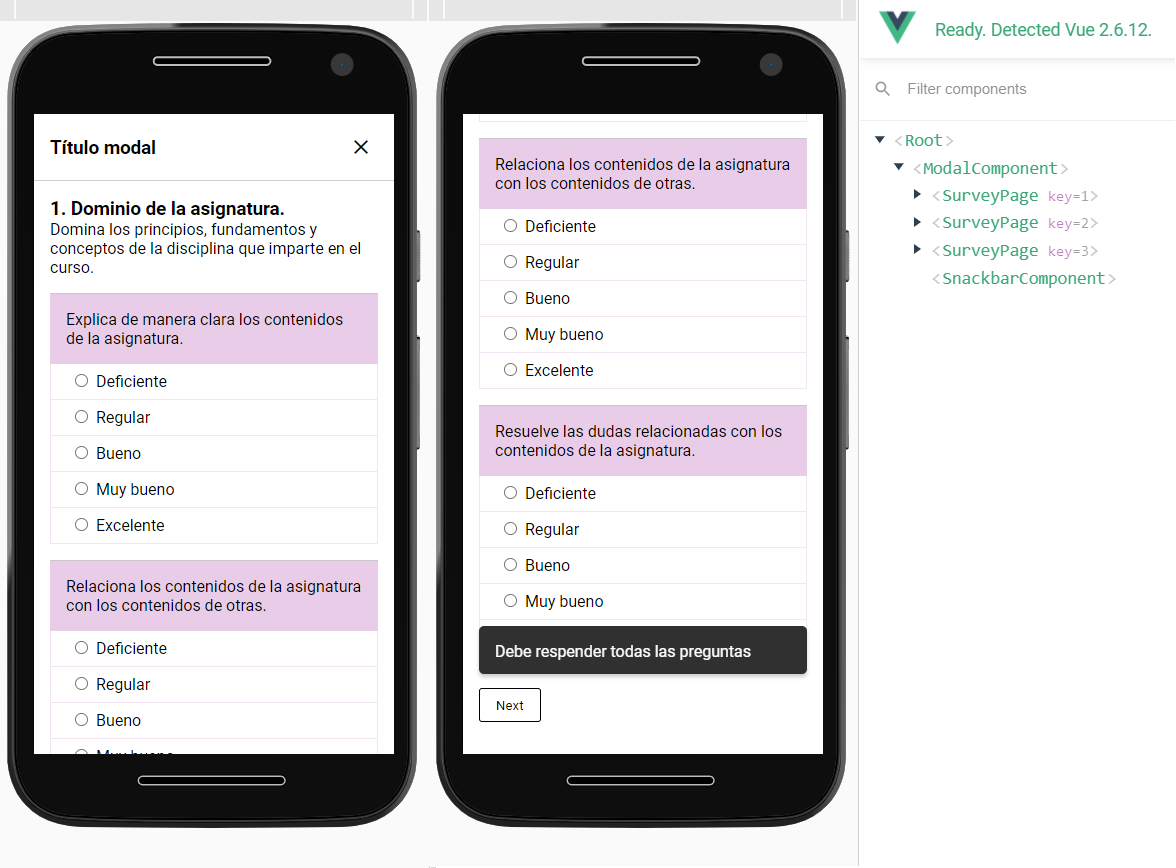 Título modal
1. Dominio de la asignatura.
Domina los principios, fundamentos y
conceptos de la disciplina que imparte en el
curso.
Explica de manera clara los contenidos
de la asignatura.
Deficiente
Regular
Bueno
Muy bueno
Excelente
Relaciona los contenidos de la asignatura
con los contenidos de otras.
Deficiente
Regular
Bueno
Muy bueno
Relaciona los contenidos de la asignatura
con los contenidos de otras.
Deficiente
Regular
Bueno
Muy bueno
Excelente
Resuelve las dudas relacionadas con los
contenidos de la asignatura.
Deficiente
Regular
Bueno
Muy bueno
Debe respender todas las preguntas
Next
Ready. Detected Vue 2.6.12.
Filter components
<Root>
<ModalComponent>
<SurveyPage key=1>
<SurveyPage key=2>
<SurveyPage key=3>
<SnackbarComponent>